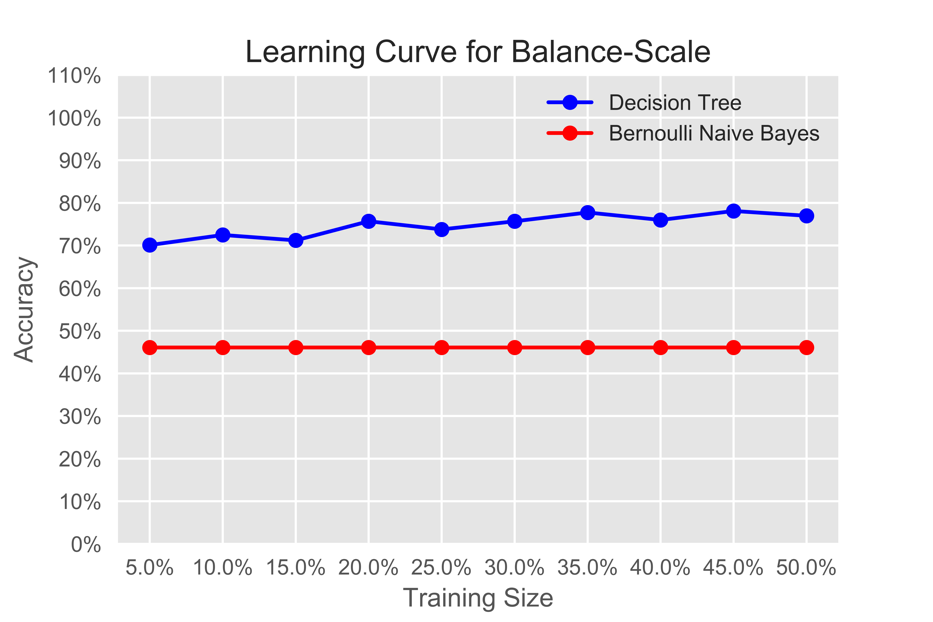 Learning Curve for Balance-Scale
110%
100%
90%
80%
70%
60%
50%
40%
30%
20%
10%
0%
Accuracy
Decision Tree
Bernoulli Naive Bayes
5.0% 10.0% 15.0% 20.0% 25.0% 30.0% 35.0% 40.0% 45.0% 50.0%
Training Size